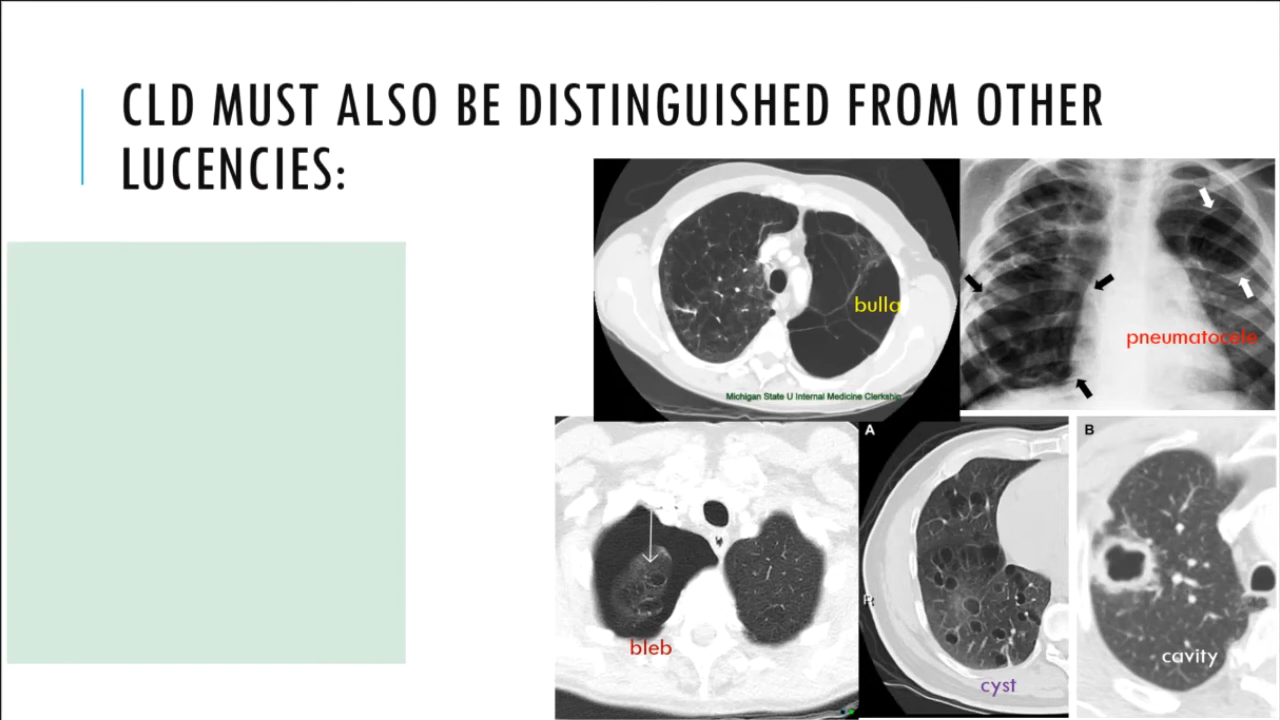 CLD MUST ALSO BE DISTINGUISHED FROM OTHER
LUCENCIES:
bulla
Michigan State U Internal Medicine Clerkship
pneumatocele
A
B
R
bleb
cyst
cavity